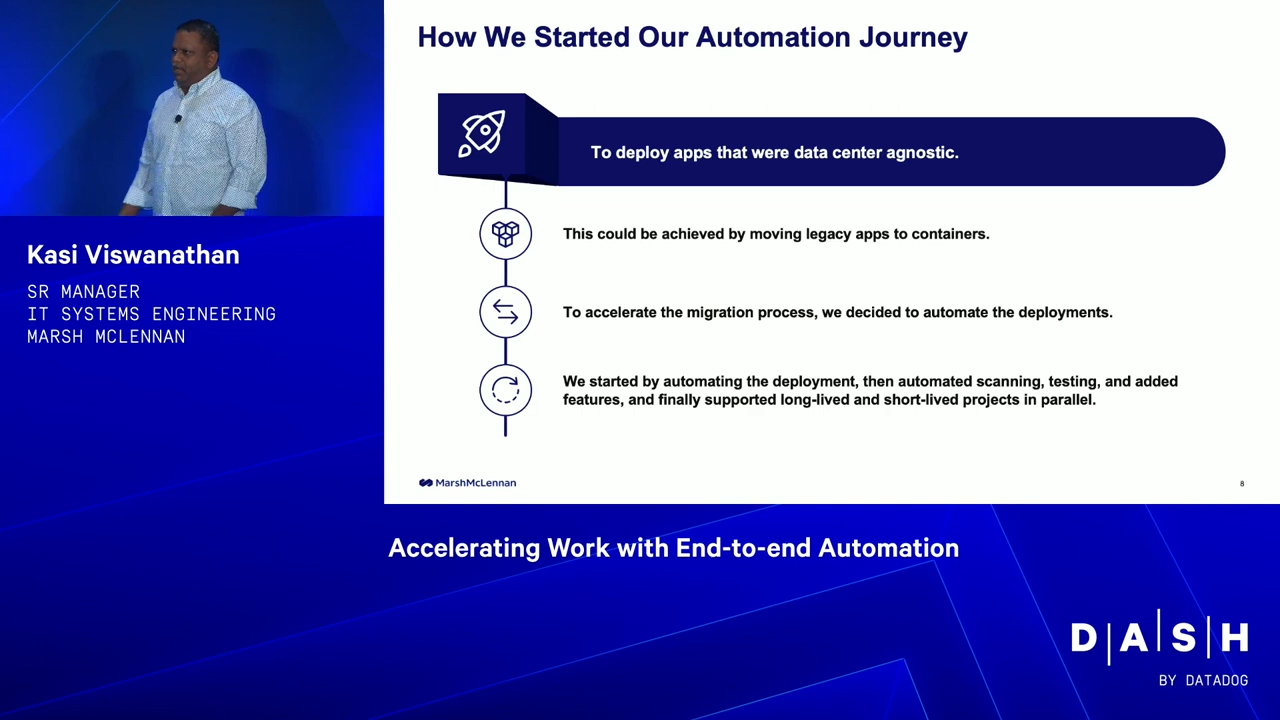 How We Started Our Automation Journey
To deploy apps that were data center agnostic.
This could be achieved by moving legacy apps to containers.
To accelerate the migration process, we decided to automate the deployments.
We started by automating the deployment, then automated scanning, testing, and added
features, and finally supported long-lived and short-lived projects in parallel.
MarshMcLennan
8
Kasi Viswanathan
SR MANAGER
IT SYSTEMS ENGINEERING
MARSH MCLENNAN
Accelerating Work with End-to-end Automation
D|A|S|H
BY DATADOG